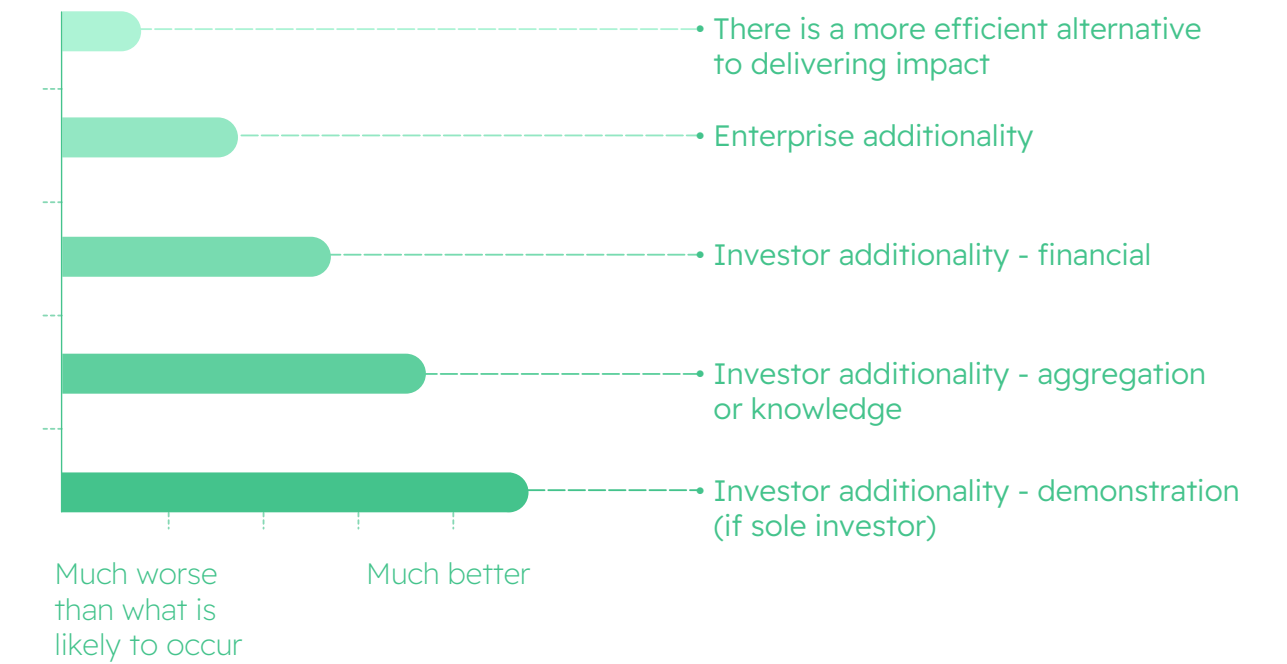 There is a more efficient alternative
to delivering impact
Enterprise additionality
Investor additionality - financial
Investor additionality - aggregation
or knowledge
Investor additionality - demonstration
(if sole investor)
Much worse
than what is
likely to occur
Much better